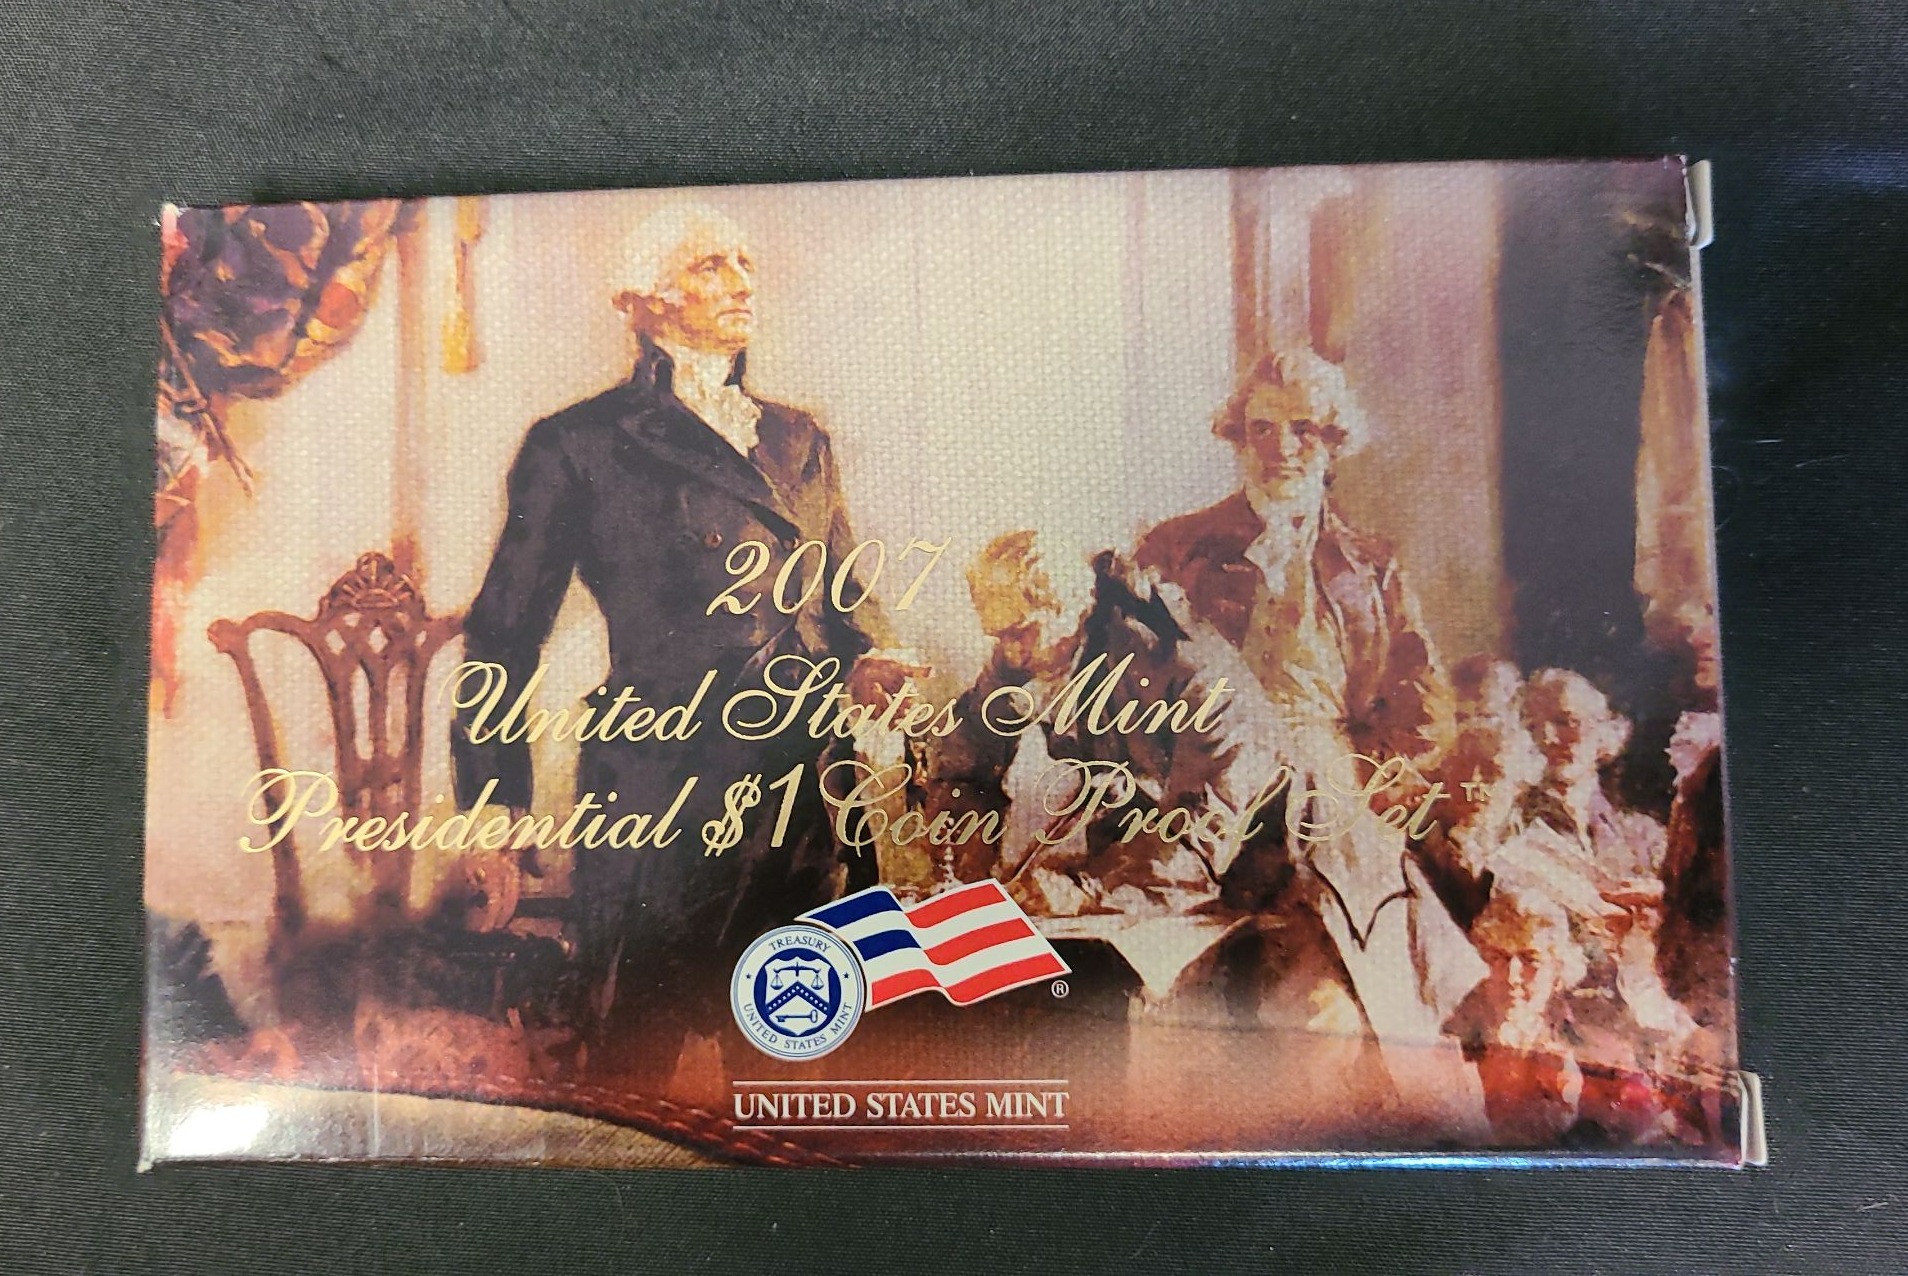 2007
United States Mint
Presidential $1 Coin Proof Set™
TREASURY
UNITED STATES MINT
®
UNITED STATES MINT